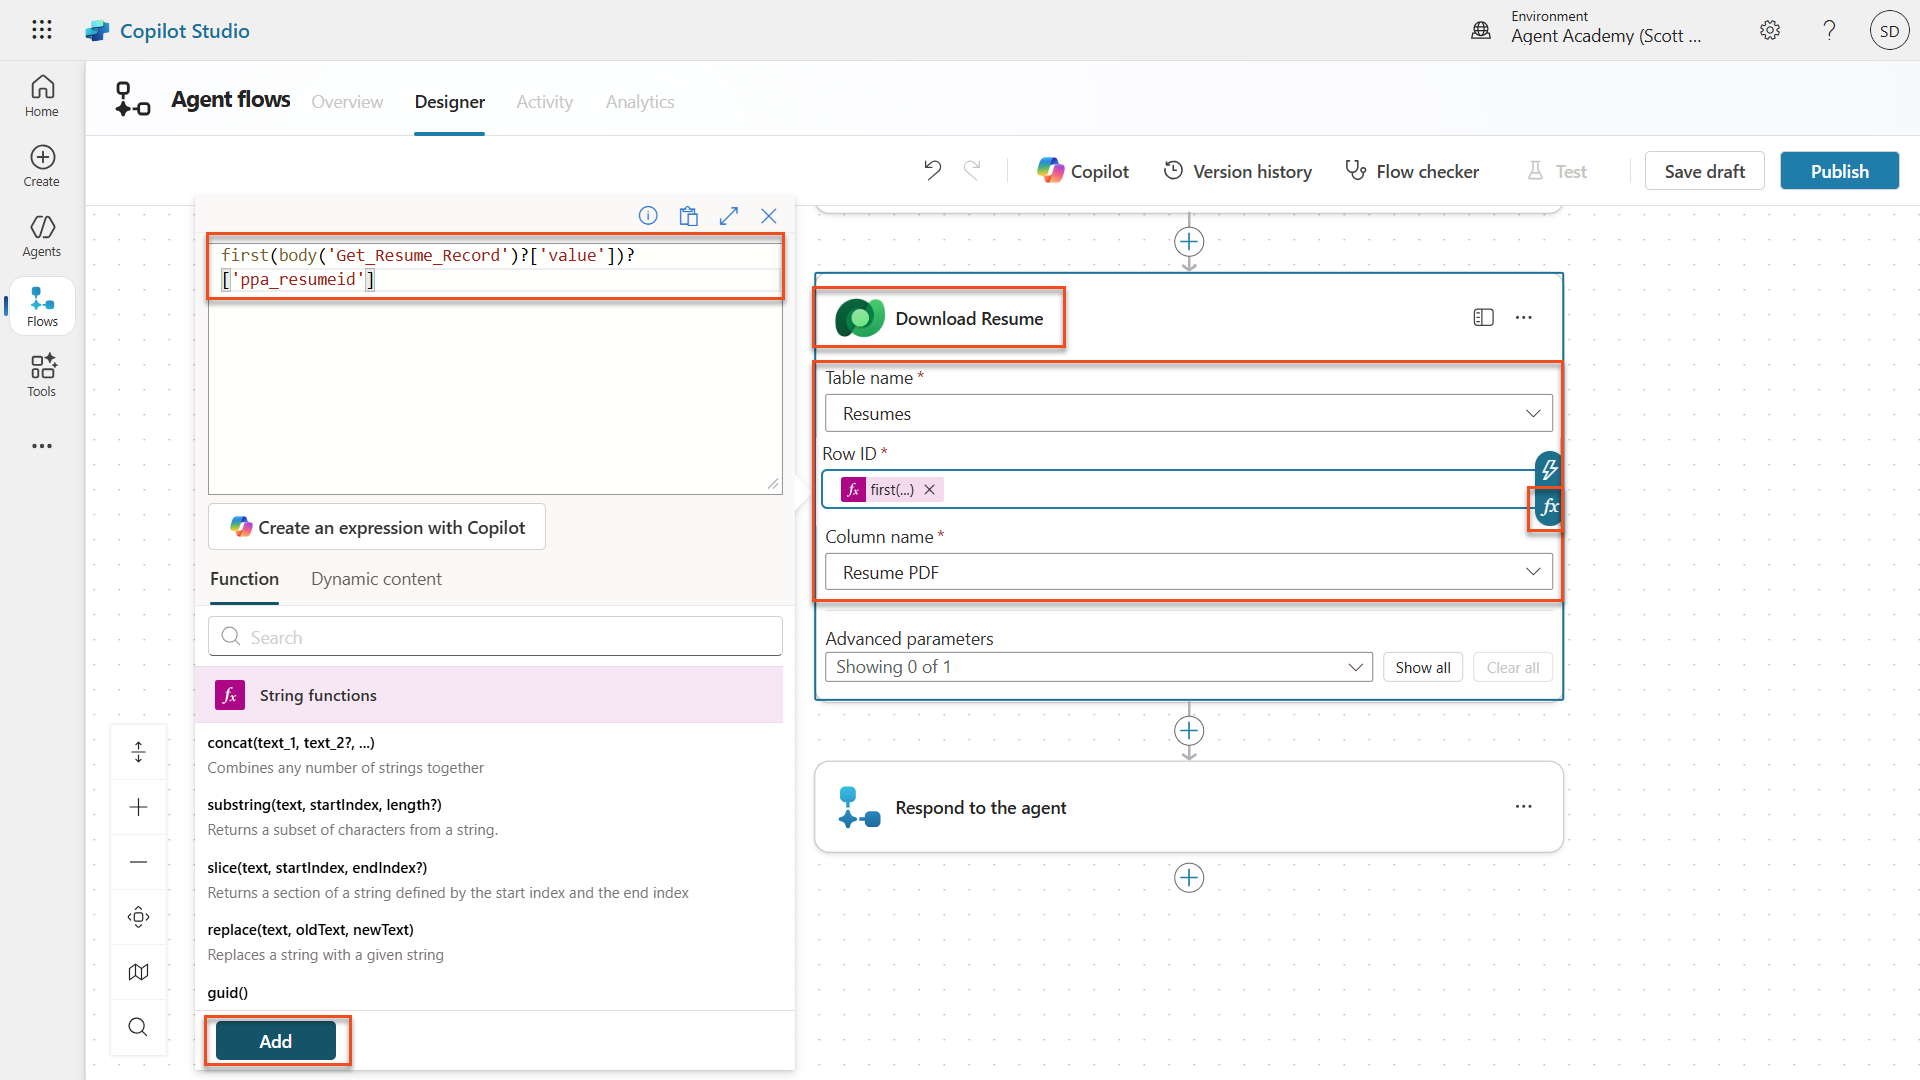 Copilot Studio
Environment
Agent Academy (Scott ...
SD
Home
Create
Agents
Flows
Tools
Agent flows
Overview
Designer
Activity
Analytics
Copilot
Version history
Flow checker
Test
Save draft
Publish
first(body('Get_Resume_Record')?['value'])?
['ppa_resumeid']
Create an expression with Copilot
Function
Dynamic content
Search
fx
String functions
concat(text_1, text_2?, ...)
Combines any number of strings together
substring(text, startIndex, length?)
Returns a subset of characters from a string.
slice(text, startIndex, endIndex?)
Returns a section of a string defined by the start index and the end index
replace(text, oldText, newText)
Replaces a string with a given string
guid()
Add
Download Resume
Table name *
Resumes
Row ID *
fx first(...)
fx
Column name *
Resume PDF
Advanced parameters
Showing 0 of 1
Show all
Clear all
Respond to the agent